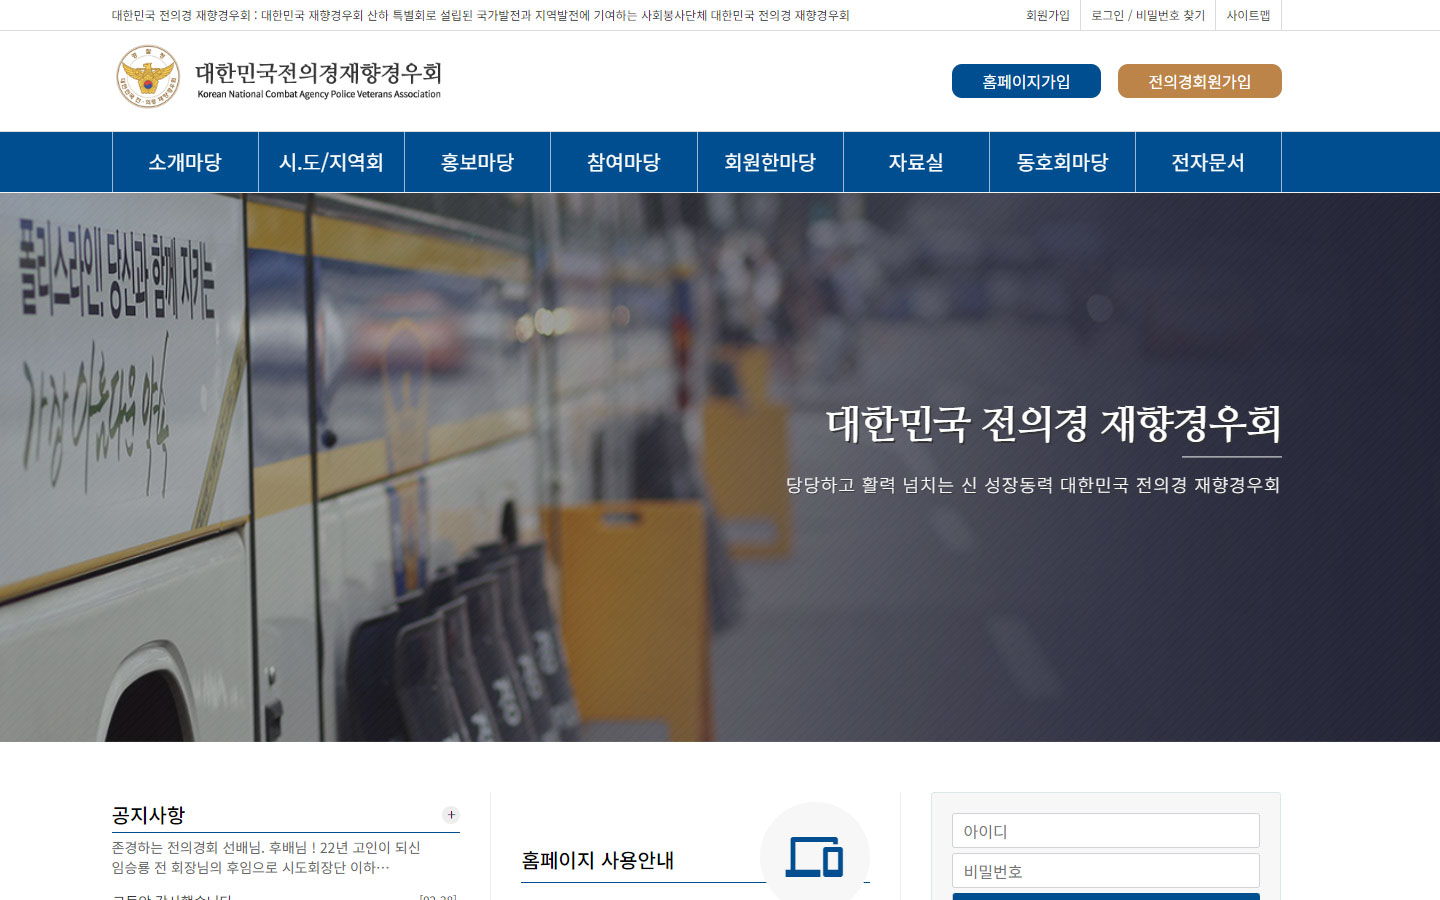 대한민국 전의경 재향경우회 : 대한민국 재향경우회 산하 특별회로 설립된 국가발전과 지역발전에 기여하는 사회봉사단체 대한민국 전의경 재향경우회
회원가입
로그인 / 비밀번호 찾기
사이트맵
대한민국전의경재향경우회
Korean National Combat Agency Police Veterans Association
홈페이지가입
전의경회원가입
소개마당
시.도/지역회
홍보마당
참여마당
회원한마당
자료실
동호회마당
전자문서
폴리스라인! 당신과 함께 지키는
가장 아름다운 약속
대한민국 전의경 재향경우회
당당하고 활력 넘치는 신 성장동력 대한민국 전의경 재향경우회
공지사항
+
존경하는 전의경회 선배님. 후배님 ! 22년 고인이 되신
임승룡 전 회장님의 후임으로 시도회장단 이하…
홈페이지 사용안내
아이디
비밀번호